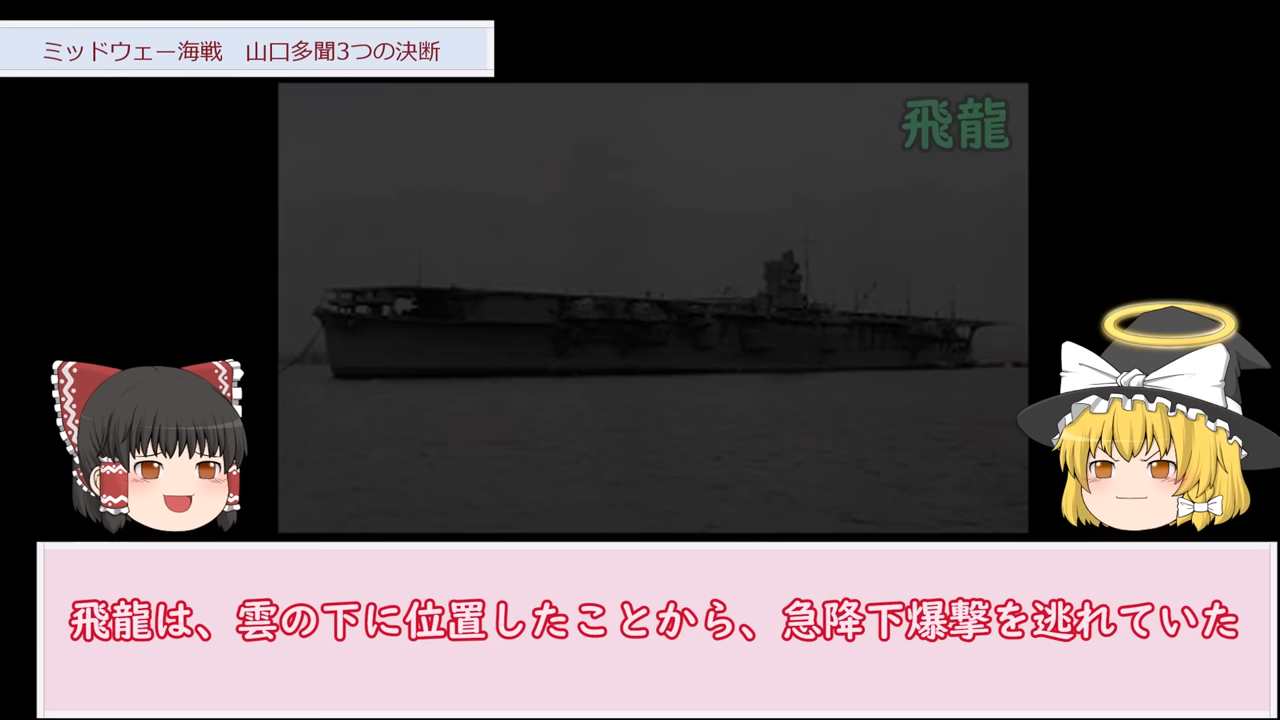 ミッドウェー海戦　山口多聞3つの決断
飛龍
飛龍は、雲の下に位置したことから、急降下爆撃を逃れていた